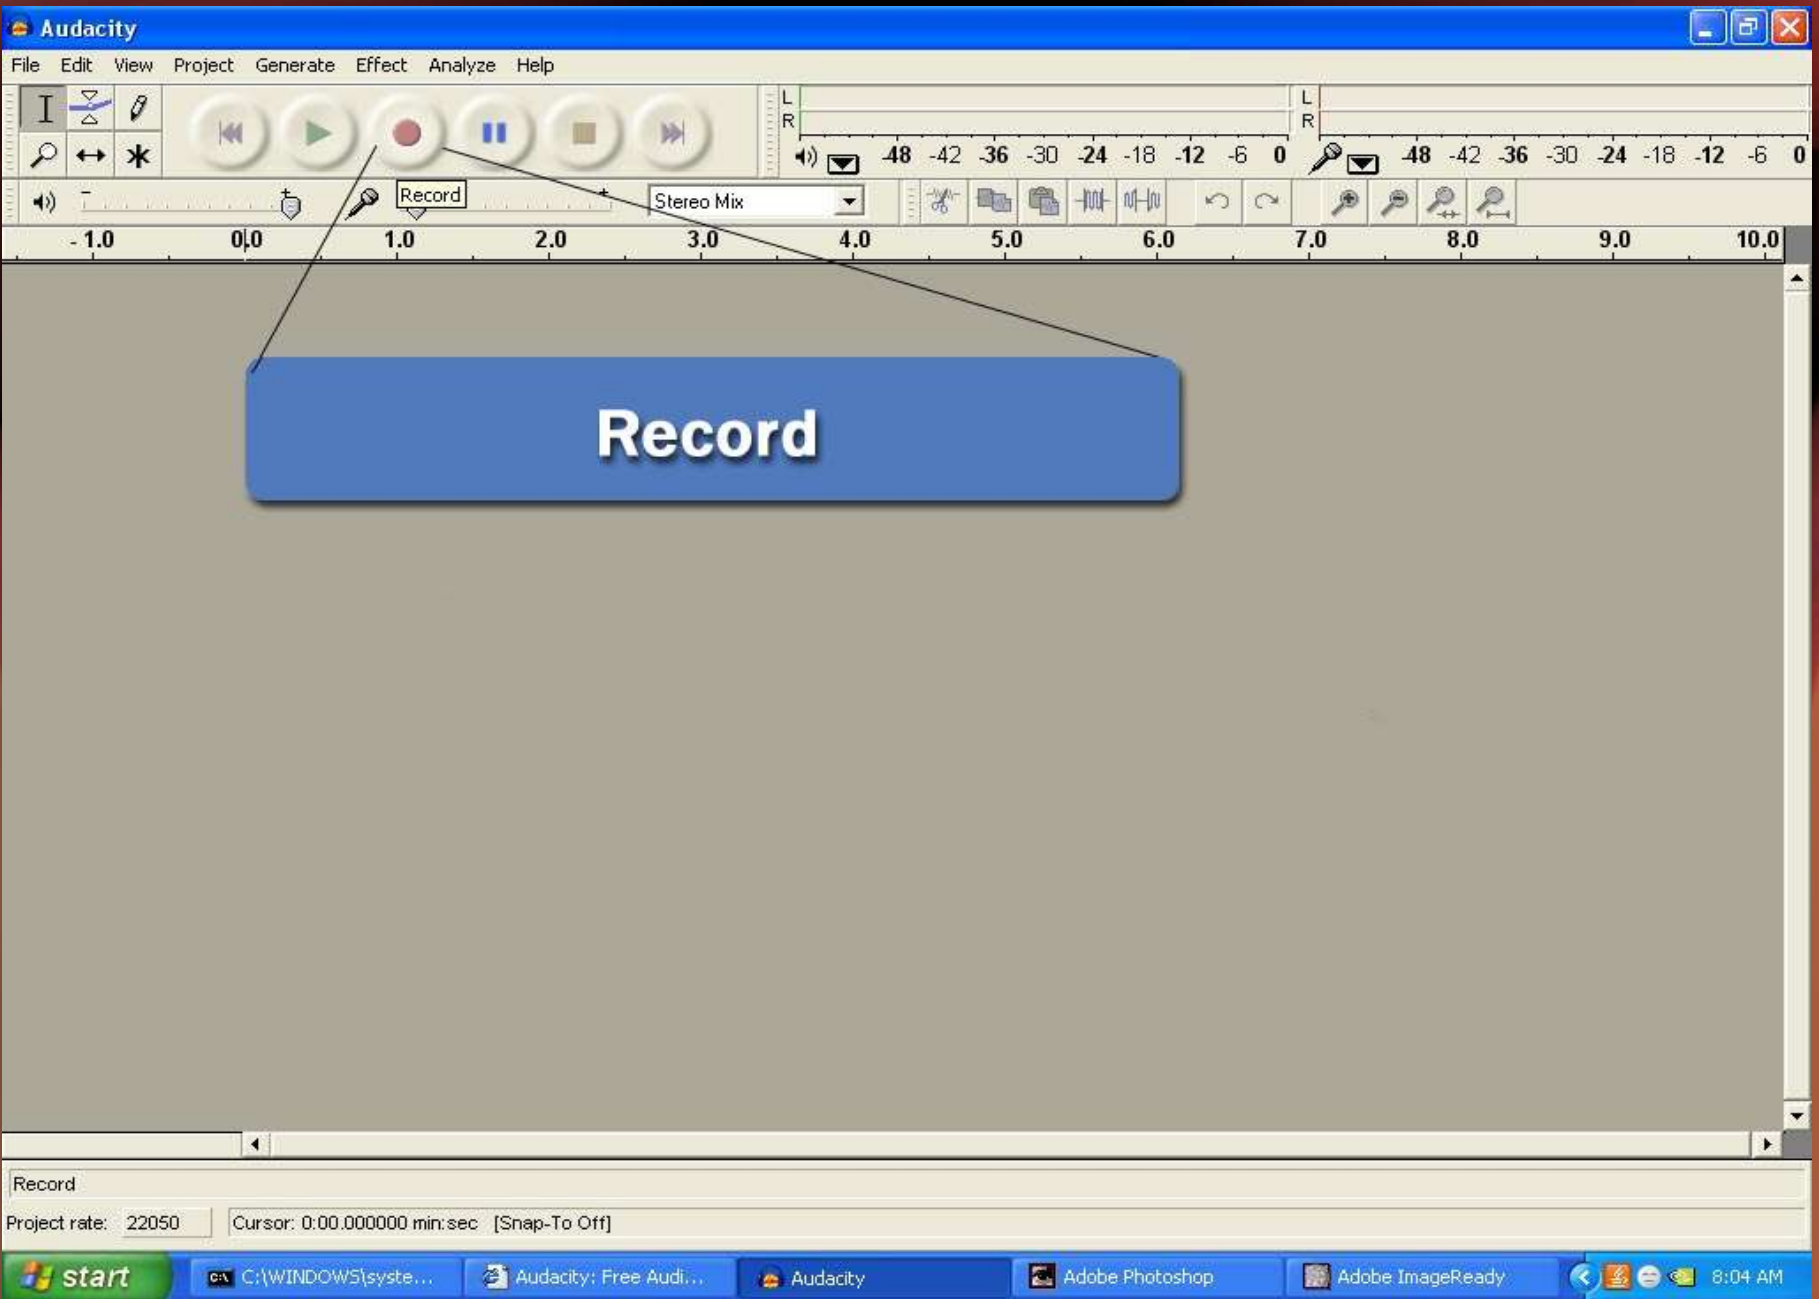 Audacity
File Edit View Project Generate Effect Analyze Help
L
R
-48 -42 -36 -30 -24 -18 -12 -6 0
L
R
-48 -42 -36 -30 -24 -18 -12 -6 0
- + Record + Stereo Mix
- 1.0 0.0 1.0 2.0 3.0 4.0 5.0 6.0 7.0 8.0 9.0 10.0
Record
Record
Project rate: 22050 Cursor: 0:00.000000 min:sec [Snap-To Off]
start C:\WINDOWS\syste... Audacity: Free Audi... Audacity Adobe Photoshop Adobe ImageReady 8:04 AM